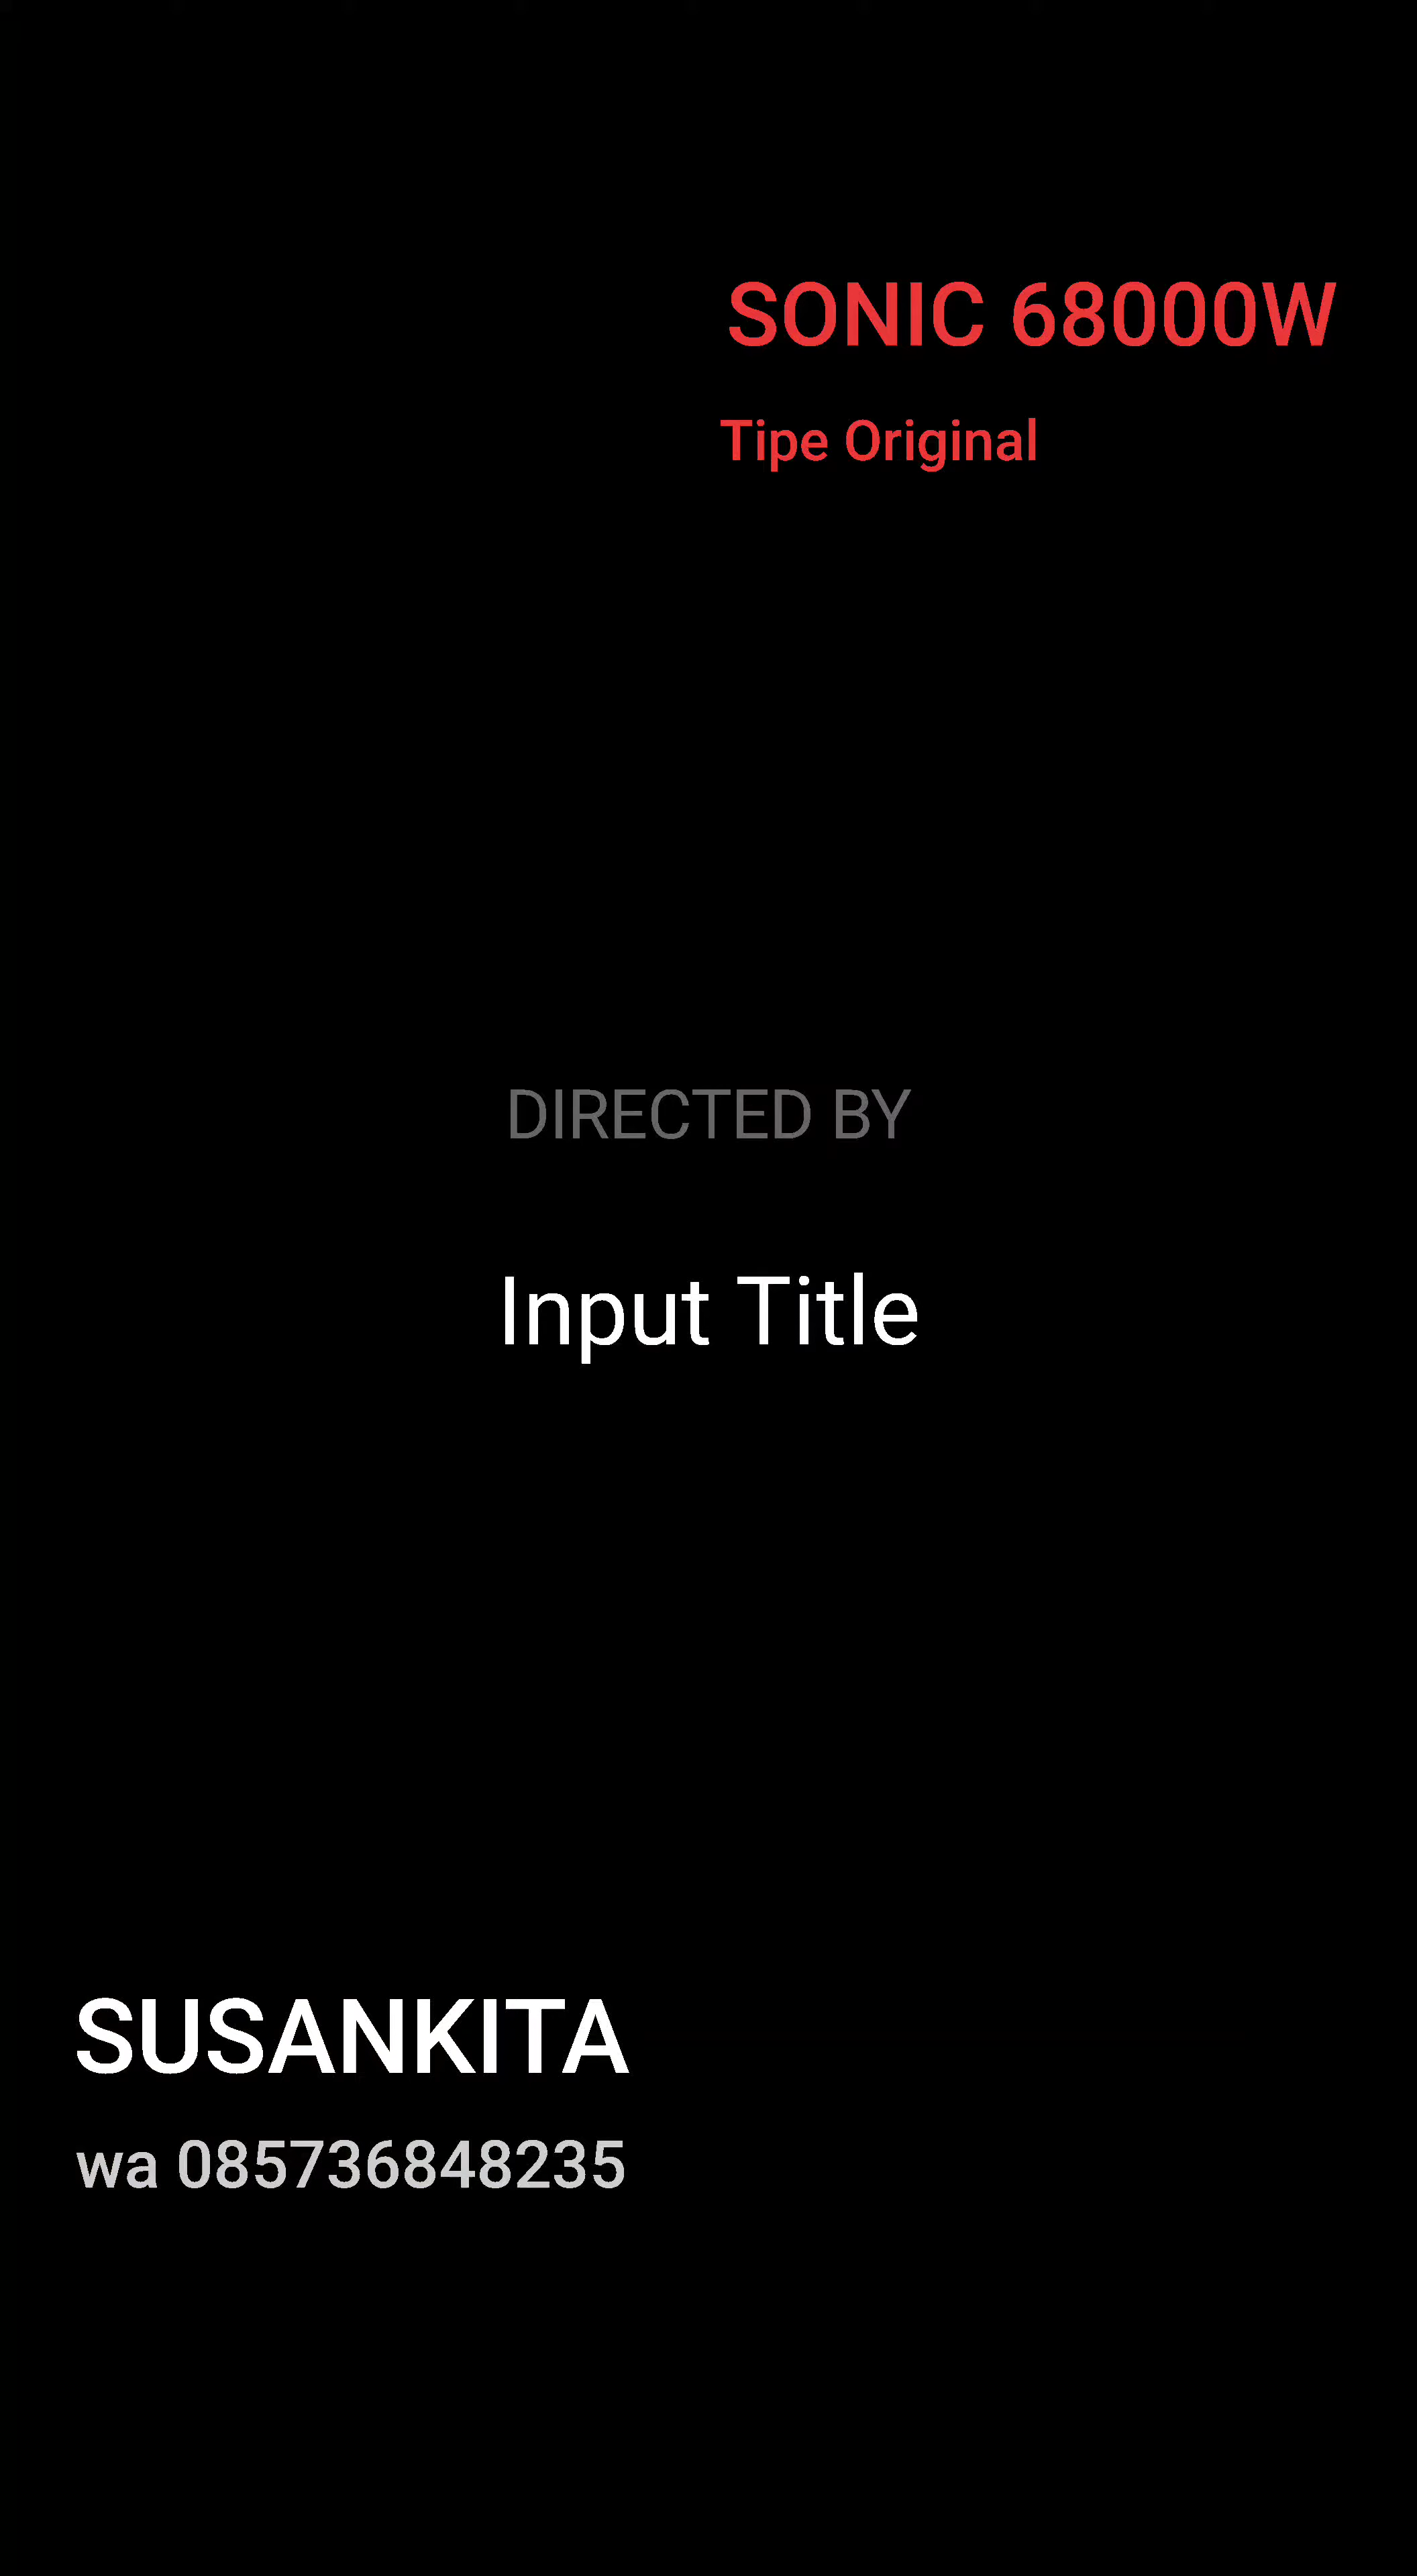 SONIC 68000W
Tipe Original
DIRECTED BY
Input Title
SUSANKITA
wa 085736848235